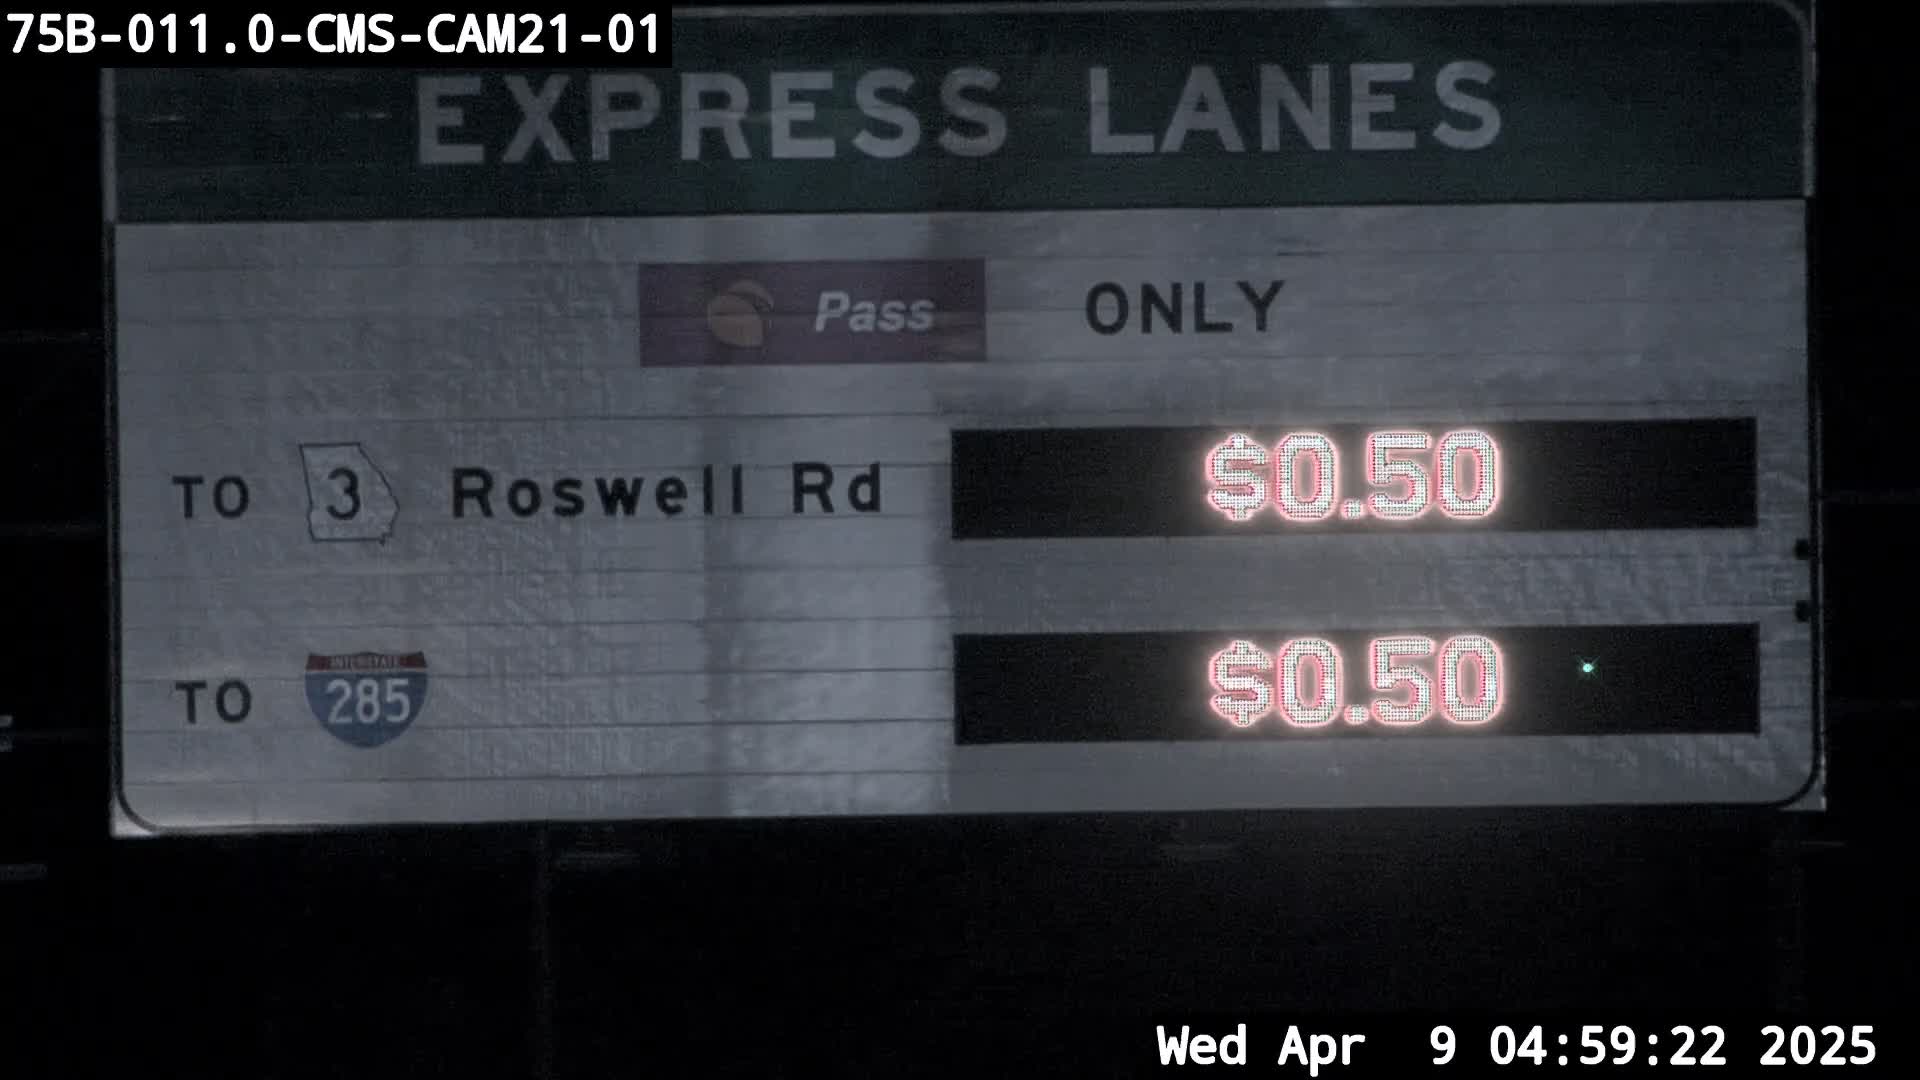 75B-011.0-CMS-CAM21-01
EXPRESS LANES
Pass ONLY
TO 3 Roswell Rd $0.50
TO INTERSTATE 285 $0.50
Wed Apr 9 04:59:22 2025